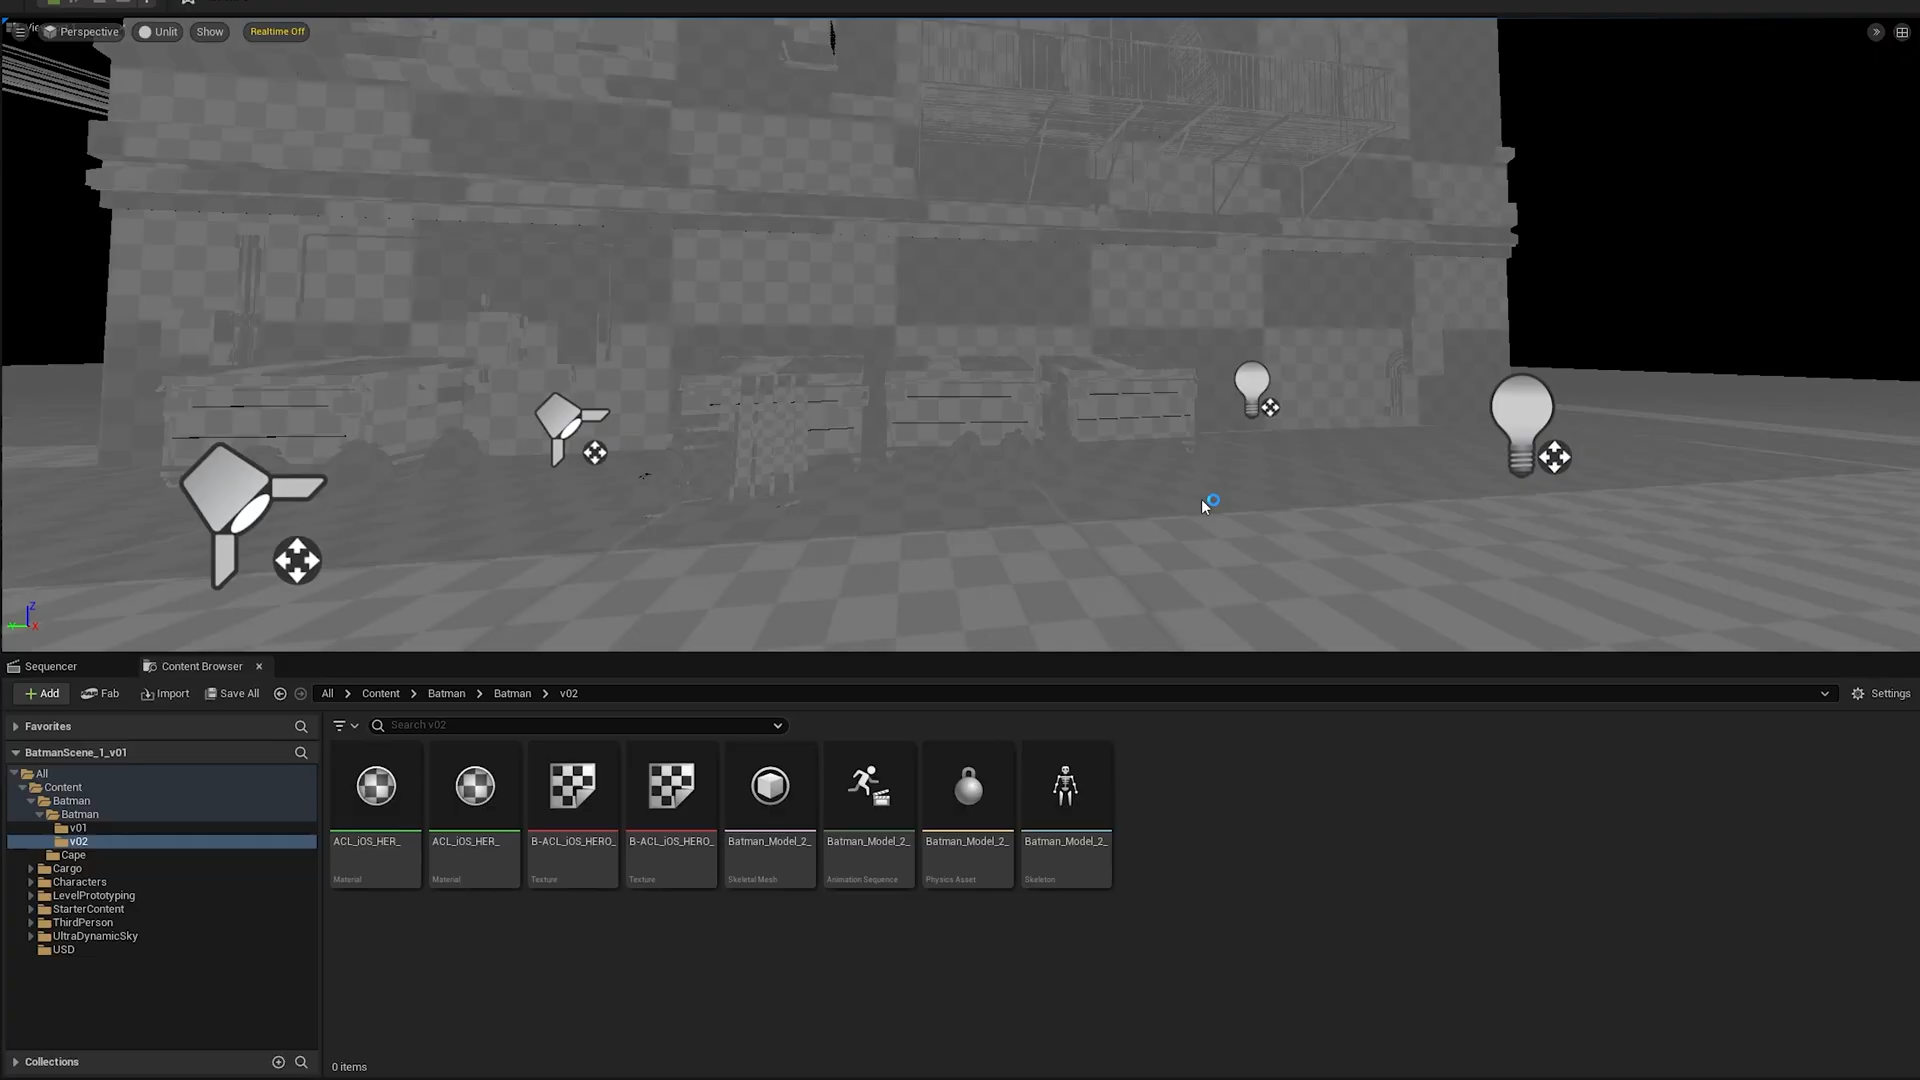 Perspective
Unlit
Show
Realtime Off
Z
X
Sequencer
Content Browser
Add
Fab
Import
Save All
All
Content
Batman
Batman
v02
Settings
Favorites
Search v02
BatmanScene_1_v01
All
Content
Batman
Batman
v01
v02
Cape
Cargo
Characters
LevelPrototyping
StarterContent
ThirdPerson
UltraDynamicSky
USD
ACL_iOS_HER_
Material
ACL_iOS_HER_
Material
B-ACL_iOS_HERO_
Texture
B-ACL_iOS_HERO_
Texture
Batman_Model_2_
Skeletal Mesh
Batman_Model_2_
Animation Sequence
Batman_Model_2_
Physics Asset
Batman_Model_2_
Skeleton
Collections
0 items